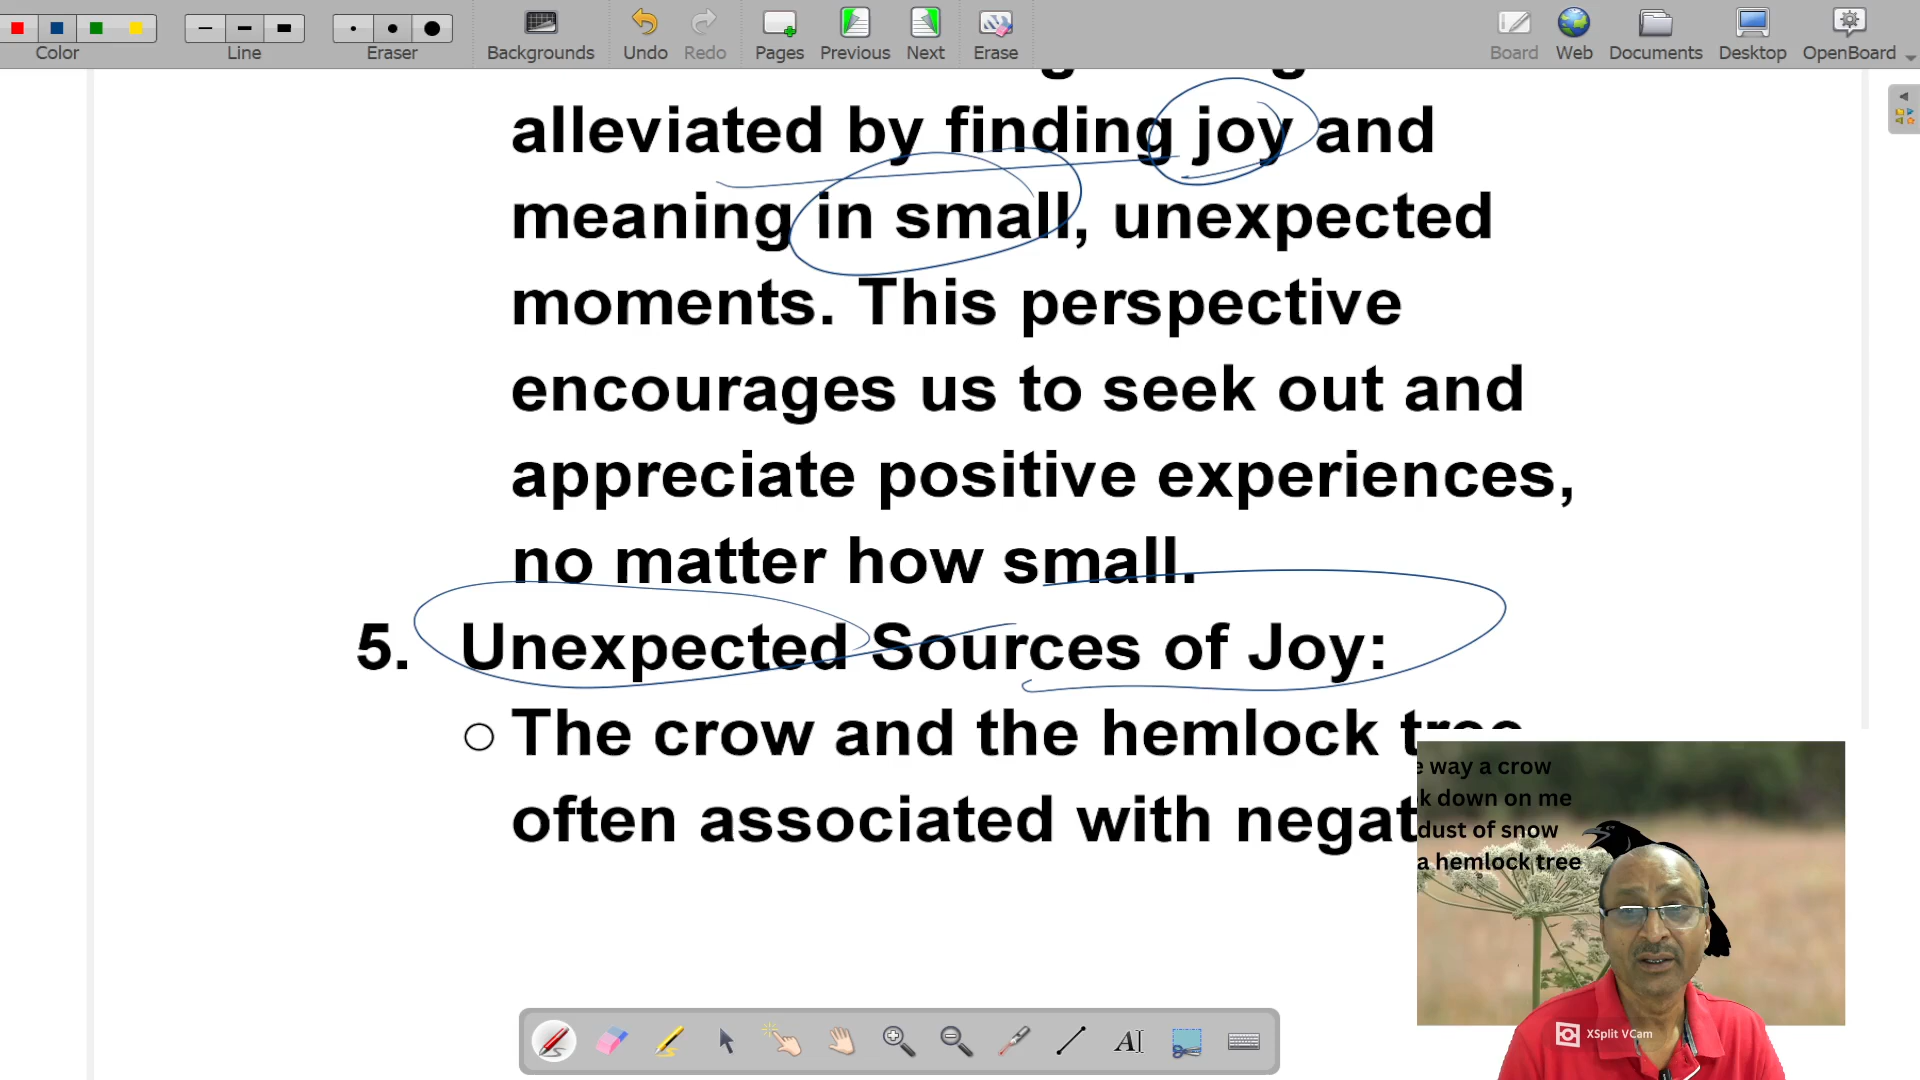 Color
Line
Eraser
Backgrounds
Undo
Redo
Pages
Previous
Next
Erase
Board
Web
Documents
Desktop
OpenBoard
alleviated by finding joy and
meaning in small, unexpected
moments. This perspective
encourages us to seek out and
appreciate positive experiences,
no matter how small.
5. Unexpected Sources of Joy:
○ The crow and the hemlock tree
often associated with negat
way a crow
down on me
dust of snow
a hemlock tree
XSplit VCam